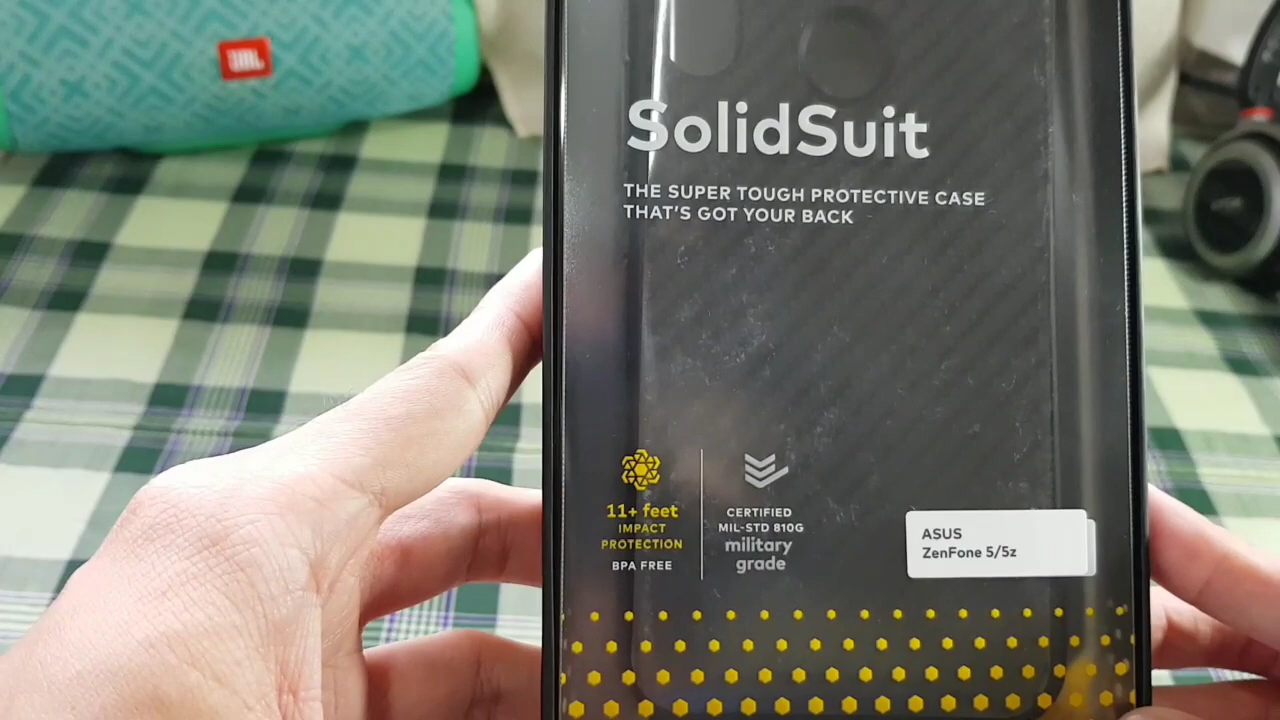 JBL
SolidSuit
THE SUPER TOUGH PROTECTIVE CASE
THAT'S GOT YOUR BACK
11+ feet
IMPACT
PROTECTION
BPA FREE
CERTIFIED
MIL-STD 810G
military
grade
ASUS
ZenFone 5/5z